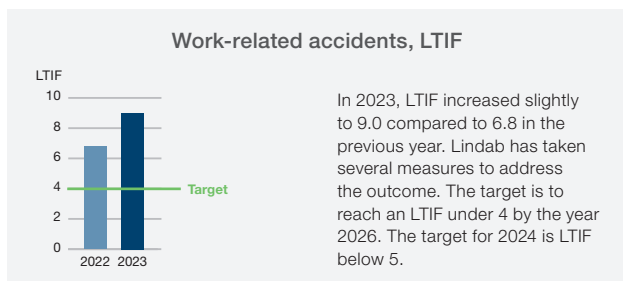 Work-related accidents, LTIF
LTIF
10
8
6
4
2
0
Target
2022 2023
In 2023, LTIF increased slightly
to 9.0 compared to 6.8 in the
previous year. Lindab has taken
several measures to address
the outcome. The target is to
reach an LTIF under 4 by the year
2026. The target for 2024 is LTIF
below 5.